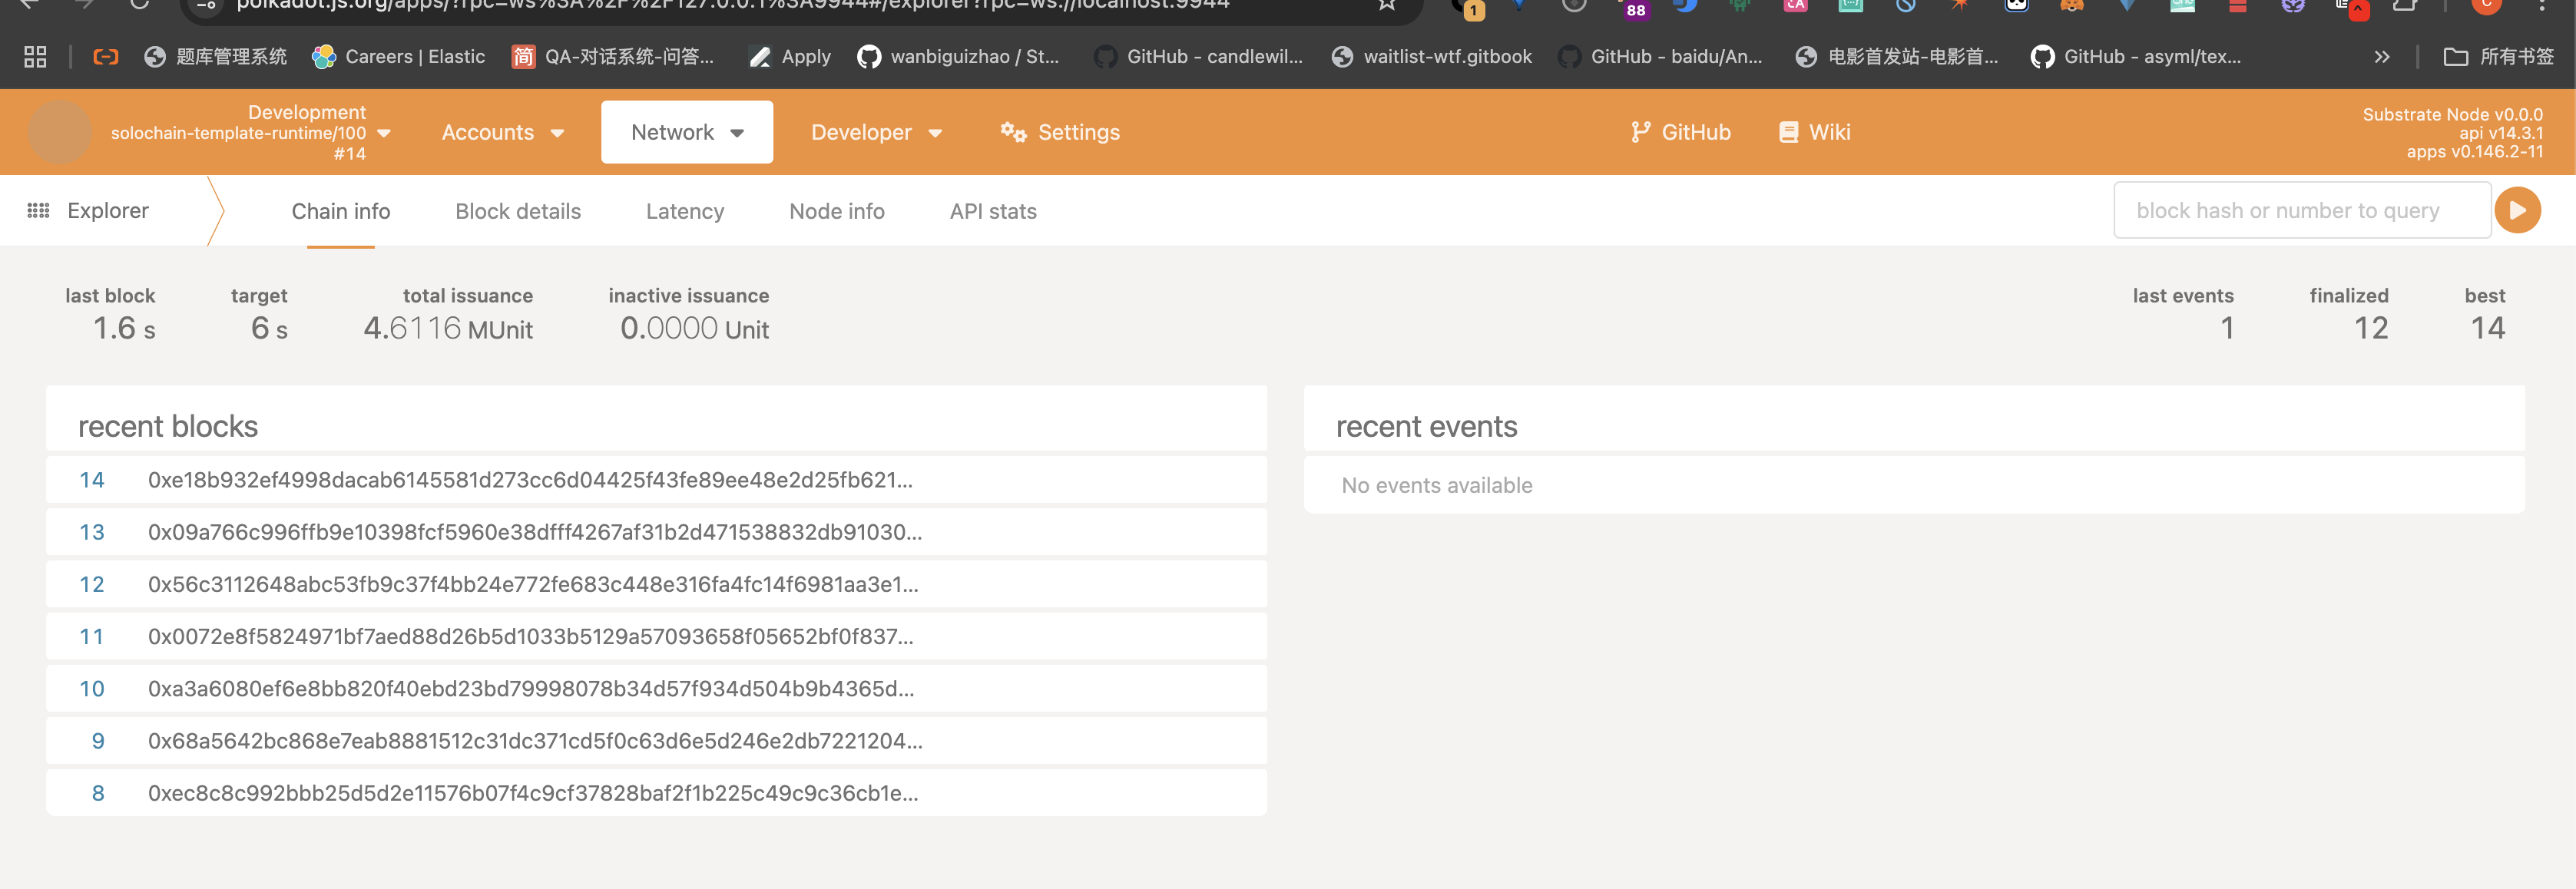 polkadot.js.org/apps/?rpc=ws%3A%2F%2F127.0.0.1%3A9944#/explorer?rpc=ws://localhost:9944
1
88
题库管理系统
Careers | Elastic
简
QA-对话系统-问答...
Apply
wanbiguizhao / St...
GitHub - candlewil...
waitlist-wtf.gitbook
GitHub - baidu/An...
电影首发站-电影首...
GitHub - asyml/tex...
»
所有书签
Development
solochain-template-runtime/100
#14
Accounts
Network
Developer
Settings
GitHub
Wiki
Substrate Node v0.0.0
api v14.3.1
apps v0.146.2-11
Explorer
Chain info
Block details
Latency
Node info
API stats
block hash or number to query
last block
1.6 s
target
6 s
total issuance
4.6116 MUnit
inactive issuance
0.0000 Unit
last events
1
finalized
12
best
14
recent blocks
14 0xe18b932ef4998dacab6145581d273cc6d04425f43fe89ee48e2d25fb621...
13 0x09a766c996ffb9e10398fcf5960e38dfff4267af31b2d471538832db91030...
12 0x56c3112648abc53fb9c37f4bb24e772fe683c448e316fa4fc14f6981aa3e1...
11 0x0072e8f5824971bf7aed88d26b5d1033b5129a57093658f05652bf0f837...
10 0xa3a6080ef6e8bb820f40ebd23bd79998078b34d57f934d504b9b4365d...
9 0x68a5642bc868e7eab8881512c31dc371cd5f0c63d6e5d246e2db7221204...
8 0xec8c8c992bbb25d5d2e11576b07f4c9cf37828baf2f1b225c49c9c36cb1e...
recent events
No events available